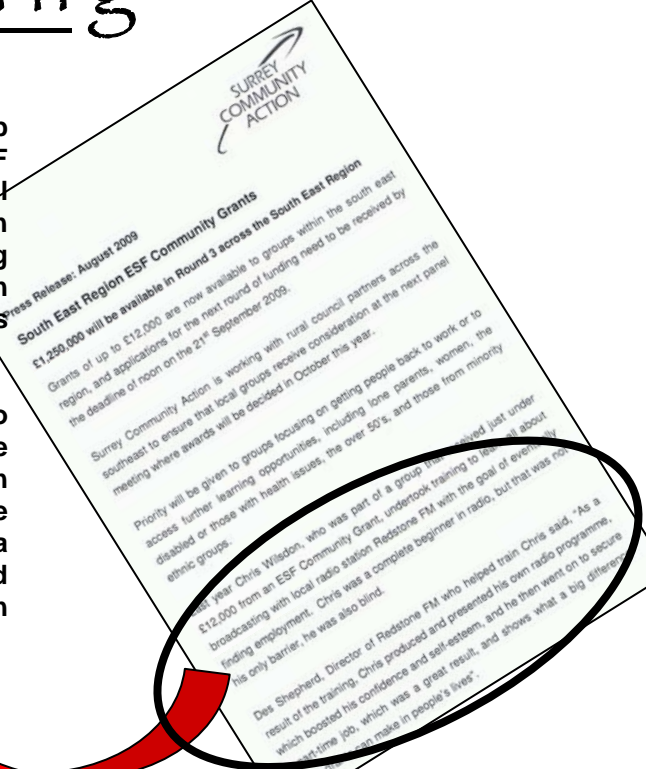 ing
SURREY
COMMUNITY
ACTION
Press Release: August 2009
South East Region ESF Community Grants
£1,250,000 will be available in Round 3 across the South East Region
Grants of up to £12,000 are now available to groups within the south east
region, and applications for the next round of funding need to be received by
the deadline of noon on the 21st September 2009.
Surrey Community Action is working with rural council partners across the
southeast to ensure that local groups receive consideration at the next panel
meeting where awards will be decided in October this year.
Priority will be given to groups focusing on getting people back to work or to
access further learning opportunities, including lone parents, women, the
disabled or those with health issues, the over 50's, and those from minority
ethnic groups.
Last year Chris Wilsdon, who was part of a group that received just under
£12,000 from an ESF Community Grant, undertook training to learn all about
broadcasting with local radio station Redstone FM with the goal of eventually
finding employment. Chris was a complete beginner in radio, but that was not
his only barrier, he was also blind.
Des Shepherd, Director of Redstone FM who helped train Chris said, "As a
result of the training, Chris produced and presented his own radio programme,
which boosted his confidence and self-esteem, and he then went on to secure
part-time job, which was a great result, and shows what a big difference
can make in people's lives".